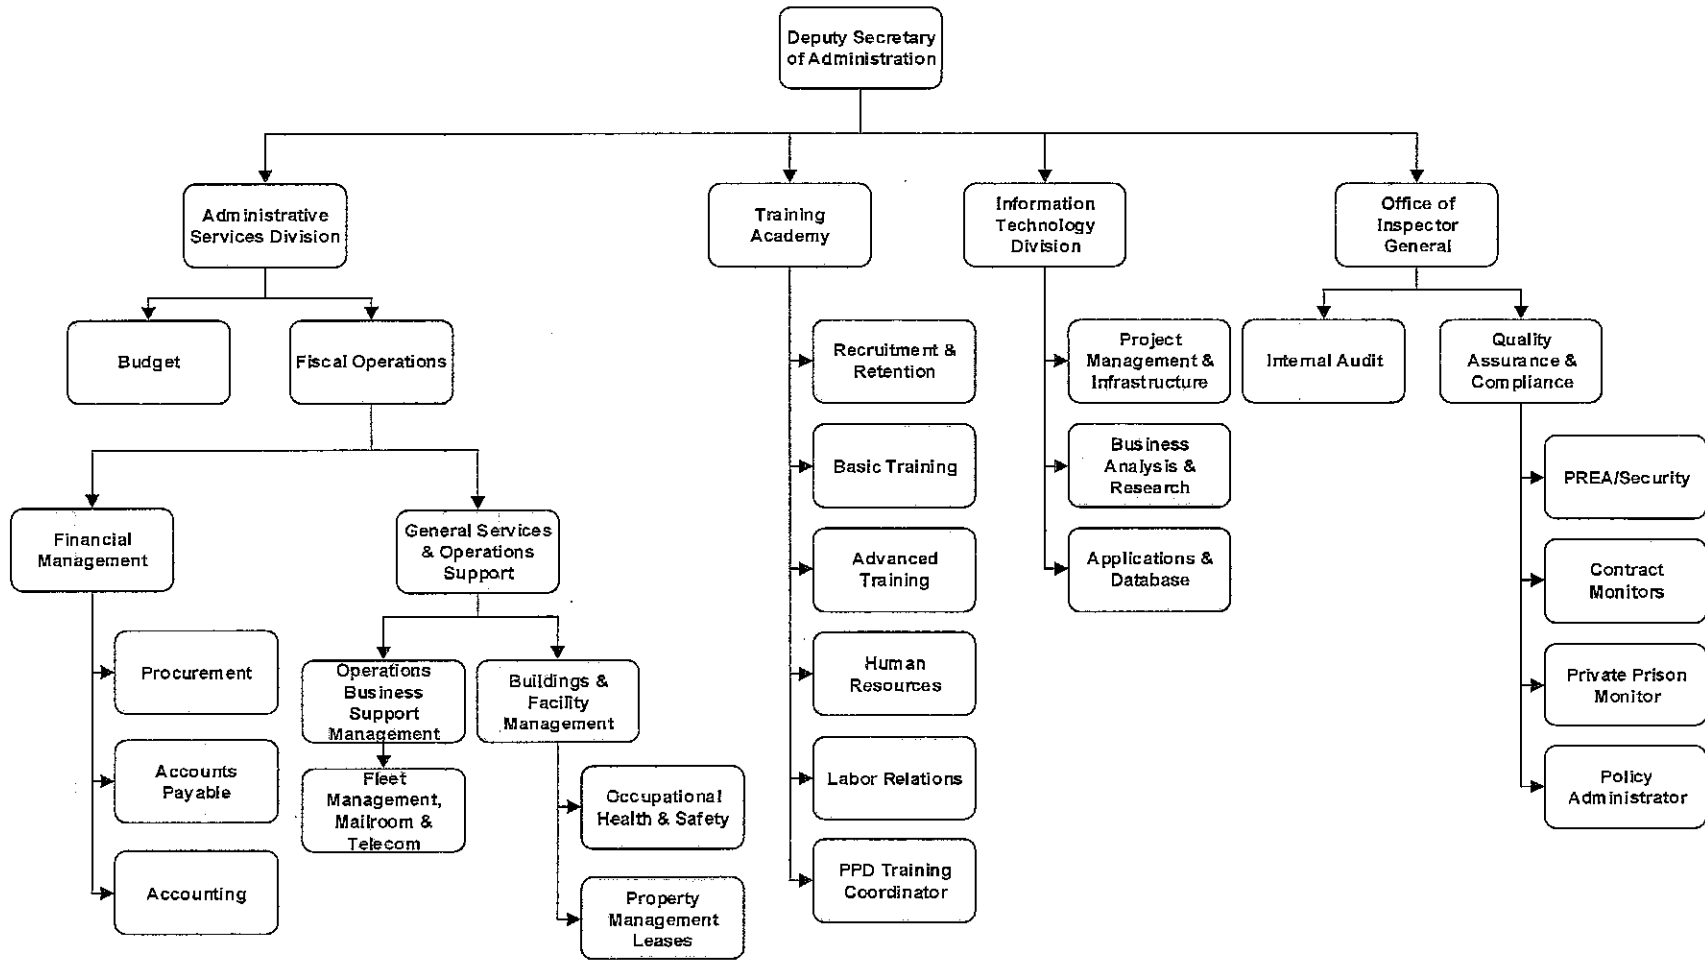 Deputy Secretary
of Administration
Administrative
Services Division
Training
Academy
Information
Technology
Division
Office of
Inspector
General
Budget
Fiscal Operations
Recruitment &
Retention
Project
Management &
Infrastructure
Internal Audit
Quality
Assurance &
Compliance
Basic Training
Business
Analysis &
Research
PREA/Security
Financial
Management
General Services
& Operations
Support
Advanced
Training
Applications &
Database
Contract
Monitors
Procurement
Operations
Business
Support
Management
Buildings &
Facility
Management
Human
Resources
Private Prison
Monitor
Accounts
Payable
Fleet
Management,
Mailroom &
Telecom
Occupational
Health & Safety
Labor Relations
Policy
Administrator
Accounting
Property
Management
Leases
PPD Training
Coordinator